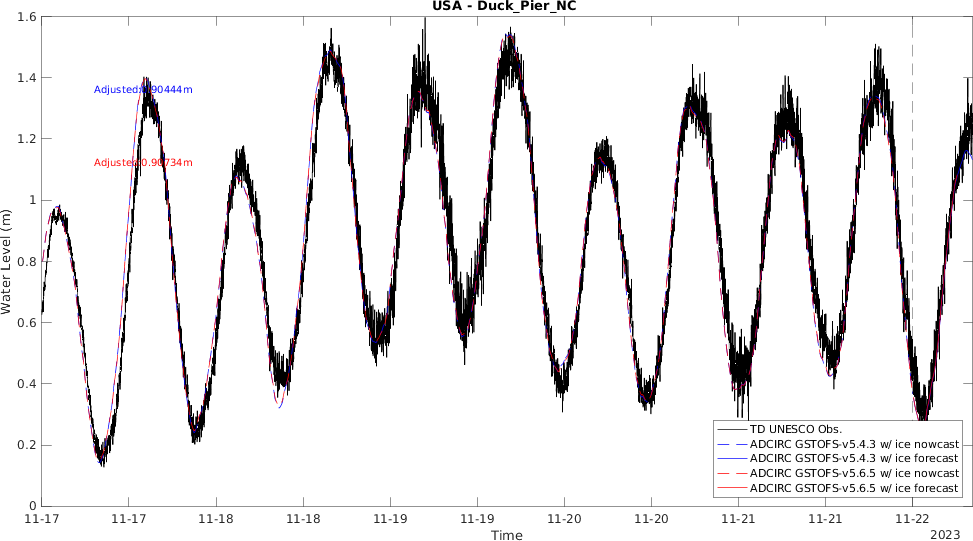 USA - Duck_Pier_NC
Water Level (m)
1.6
1.4
1.2
1
0.8
0.6
0.4
0.2
0
Adjusted:0.90444m
Adjusted:0.90734m
TD UNESCO Obs.
ADCIRC GSTOFS-v5.4.3 w/ ice nowcast
ADCIRC GSTOFS-v5.4.3 w/ ice forecast
ADCIRC GSTOFS-v5.6.5 w/ ice nowcast
ADCIRC GSTOFS-v5.6.5 w/ ice forecast
11-17 11-17 11-18 11-18 11-19 11-19 11-20 11-20 11-21 11-21 11-22
Time
2023